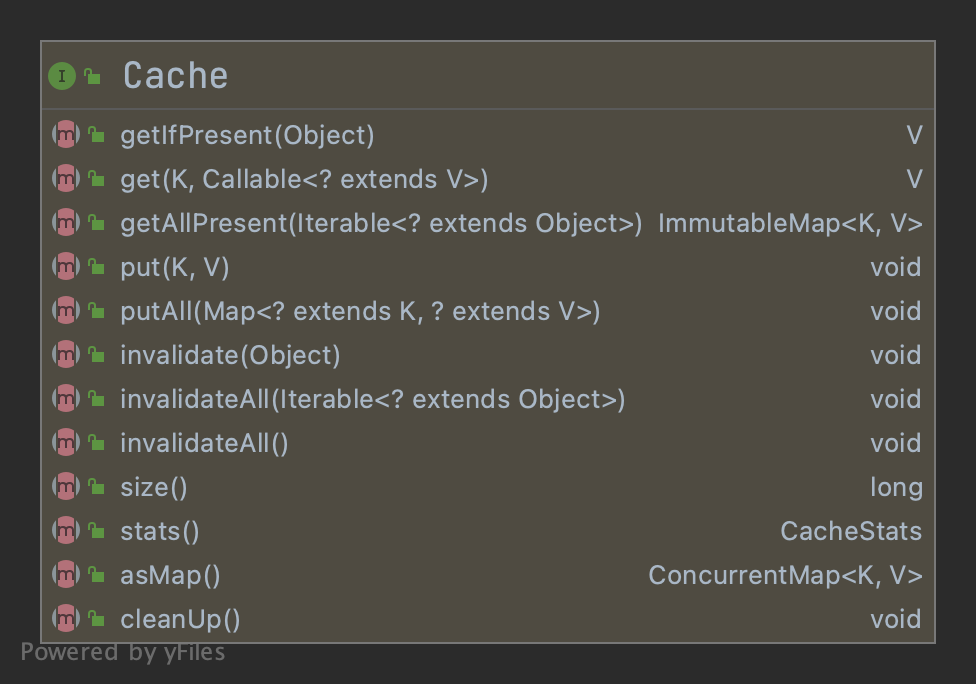 I Cache
m getIfPresent(Object) V
m get(K, Callable<? extends V>) V
m getAllPresent(Iterable<? extends Object>) ImmutableMap<K, V>
m put(K, V) void
m putAll(Map<? extends K, ? extends V>) void
m invalidate(Object) void
m invalidateAll(Iterable<? extends Object>) void
m invalidateAll() void
m size() long
m stats() CacheStats
m asMap() ConcurrentMap<K, V>
m cleanUp() void
Powered by yFiles